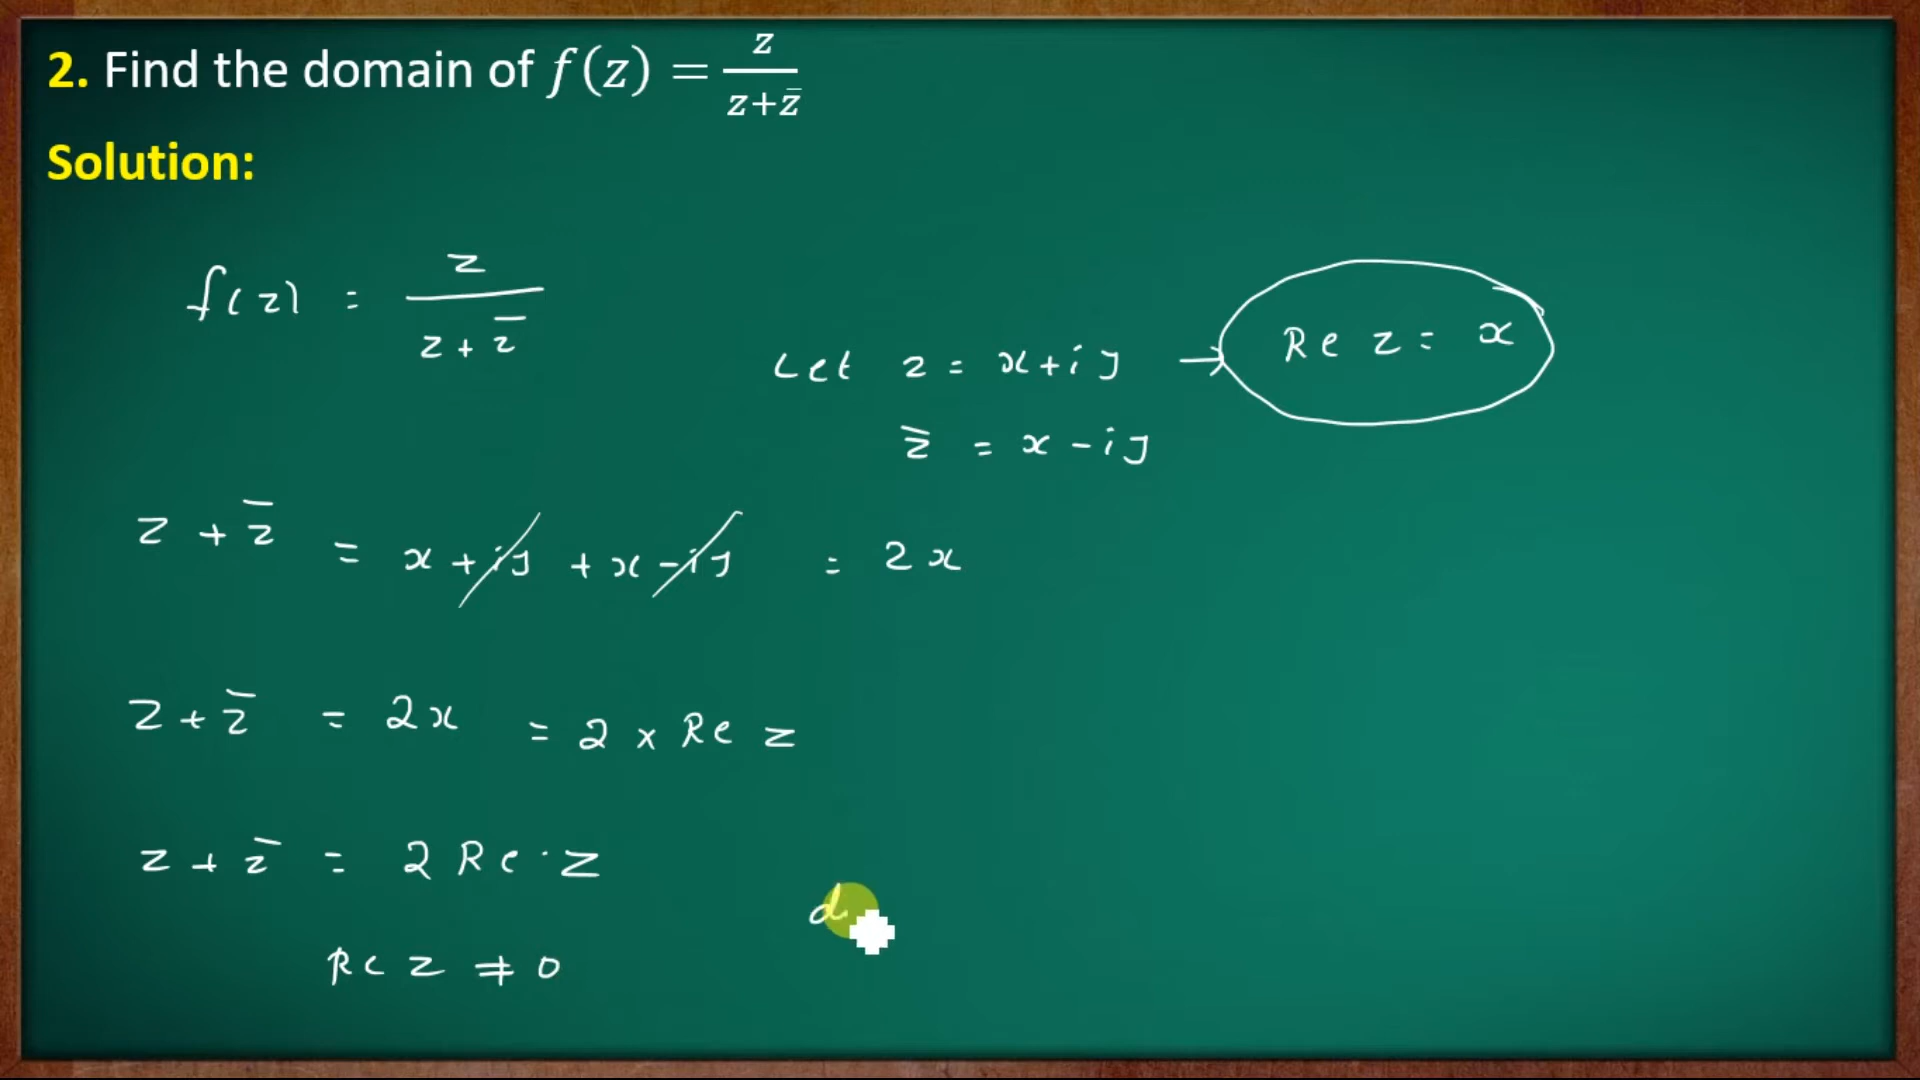 2. Find the domain of f(z) = z / (z+z̄)
Solution:
f(z) = z / (z + z̄)
Let z = x+iy → Re z = x
z̄ = x - iy
z + z̄ = x + iy + x - iy = 2x
z + z̄ = 2x = 2 × Re z
z + z̄ = 2 Re · z
d
Re z ≠ 0